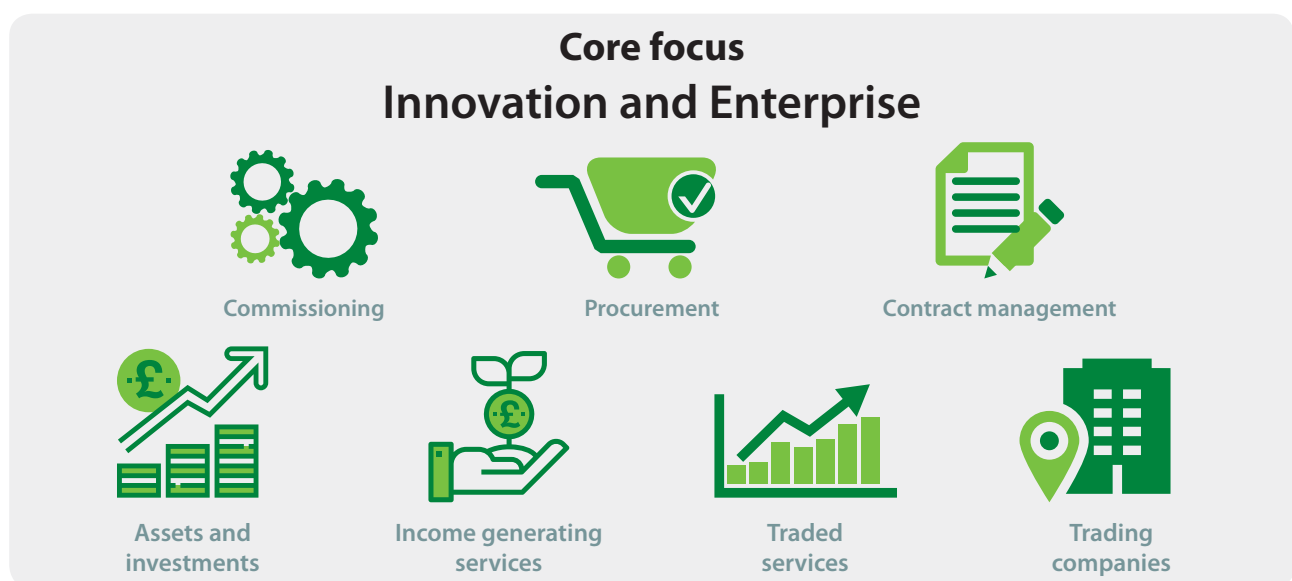 Core focus
Innovation and Enterprise
Commissioning
Procurement
Contract management
£
£
Assets and
investments
Income generating
services
Traded
services
Trading
companies